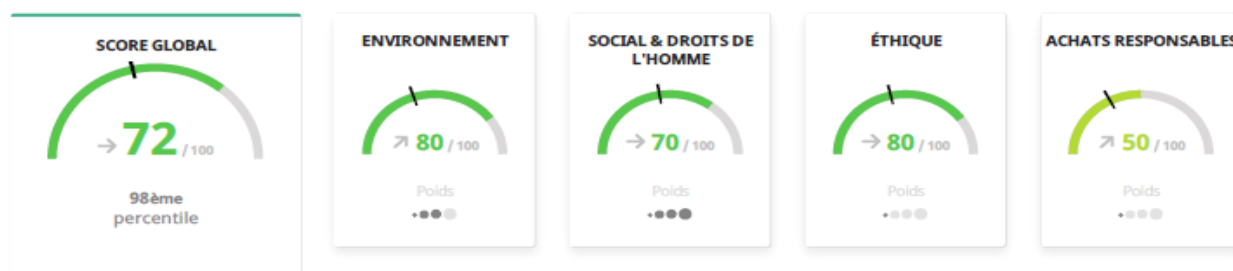 SCORE GLOBAL
72 / 100
98ème
percentile
ENVIRONNEMENT
80 / 100
Poids
SOCIAL & DROITS DE
L'HOMME
70 / 100
Poids
ÉTHIQUE
80 / 100
Poids
ACHATS RESPONSABLES
50 / 100
Poids